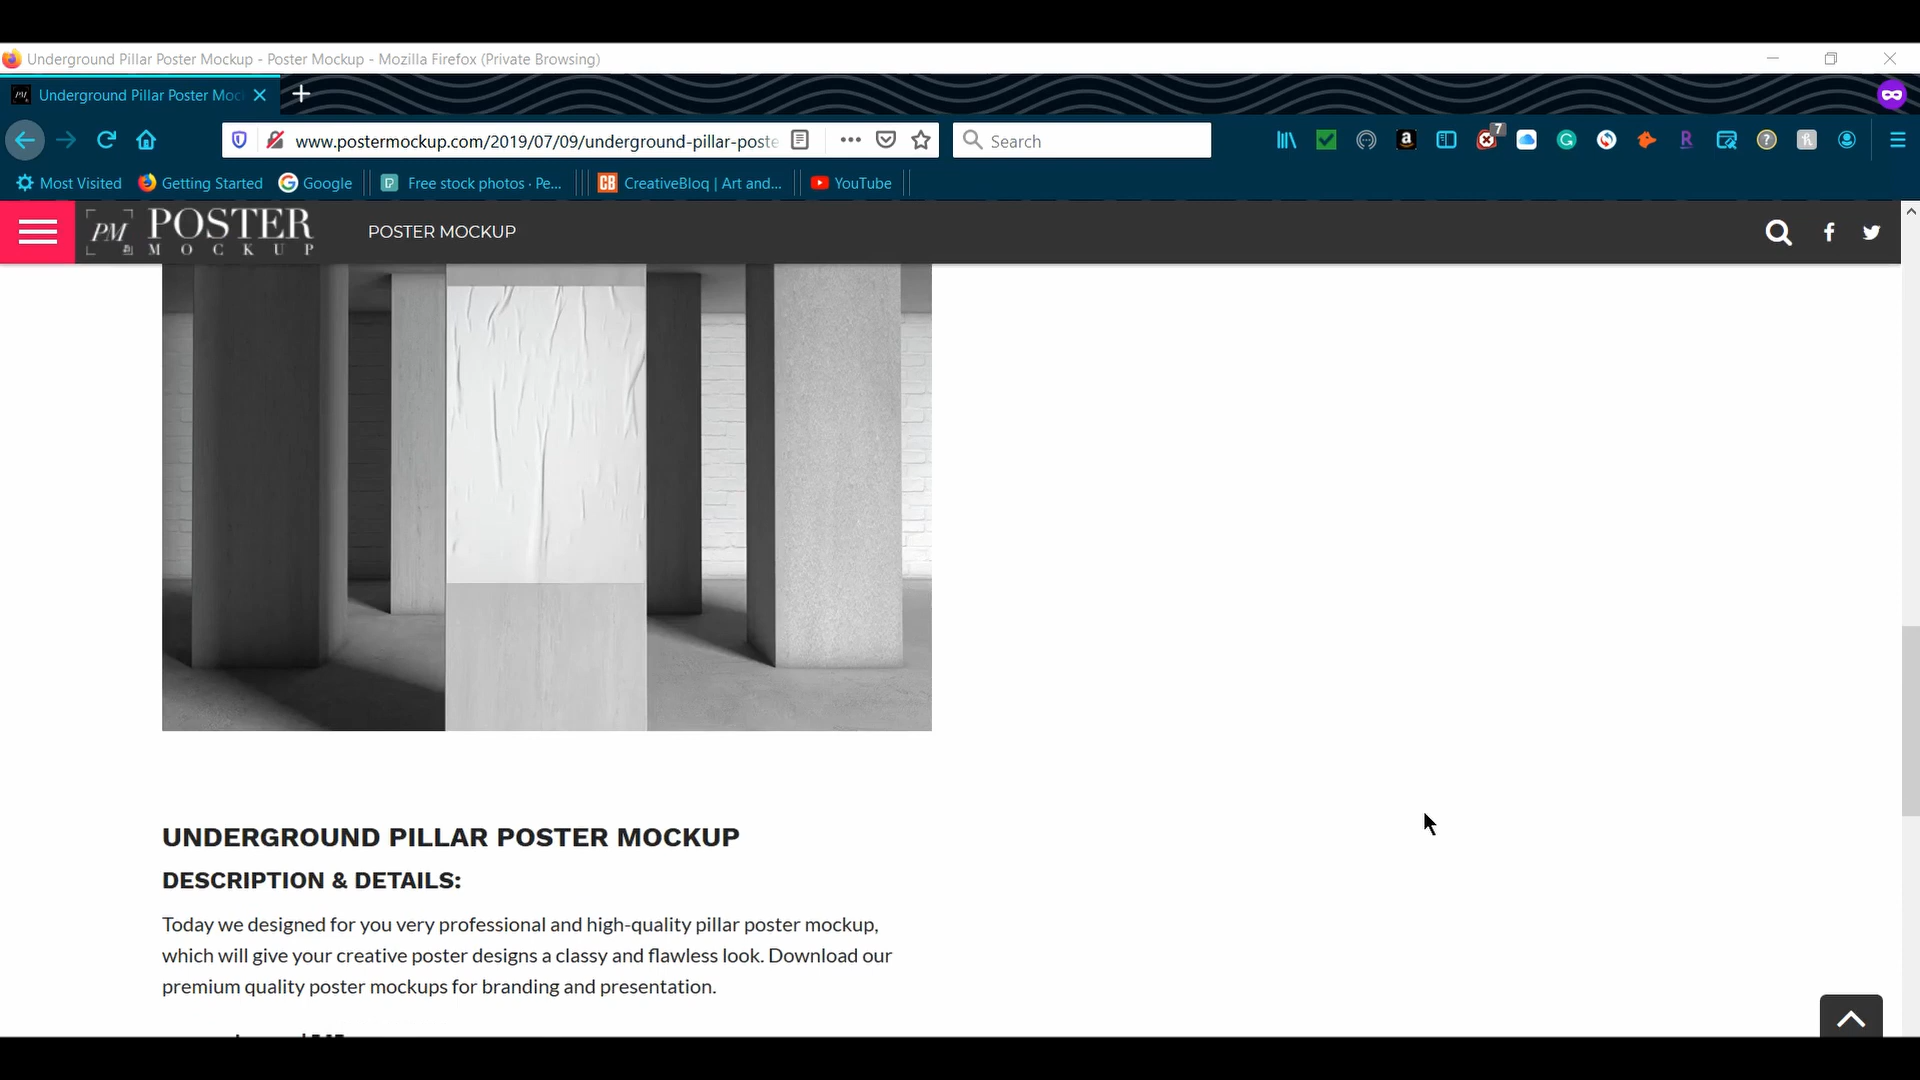 Underground Pillar Poster Mockup - Poster Mockup - Mozilla Firefox (Private Browsing)
Underground Pillar Poster Moc
www.postermockup.com/2019/07/09/underground-pillar-poste
Search
7
Most Visited
Getting Started
Google
Free stock photos · Pe...
CB CreativeBloq | Art and...
YouTube
PM POSTER
MOCKUP
POSTER MOCKUP
UNDERGROUND PILLAR POSTER MOCKUP
DESCRIPTION & DETAILS:
Today we designed for you very professional and high-quality pillar poster mockup,
which will give your creative poster designs a classy and flawless look. Download our
premium quality poster mockups for branding and presentation.